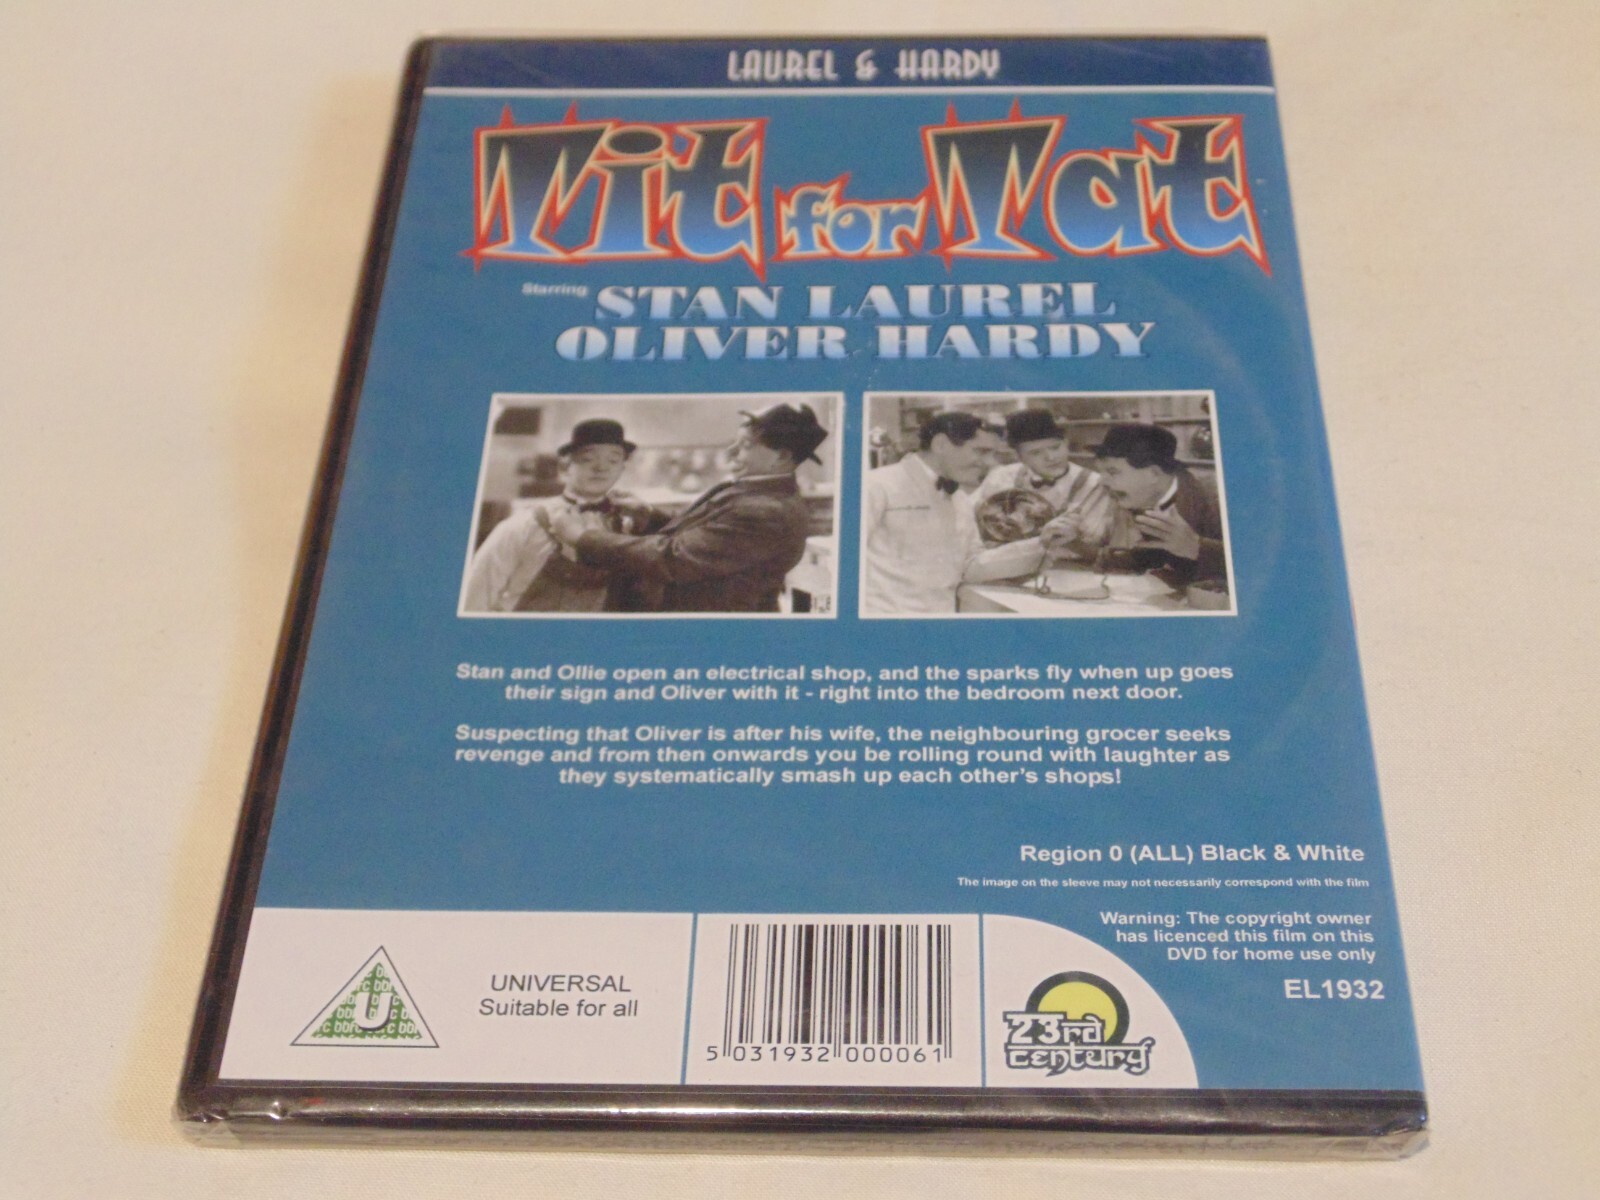 LAUREL & HARDY
Tit for Tat
Starring STAN LAUREL
OLIVER HARDY
Stan and Ollie open an electrical shop, and the sparks fly when up goes
their sign and Oliver with it - right into the bedroom next door.
Suspecting that Oliver is after his wife, the neighbouring grocer seeks
revenge and from then onwards you be rolling round with laughter as
they systematically smash up each other's shops!
Region 0 (ALL) Black & White
The image on the sleeve may not necessarily correspond with the film
Warning: The copyright owner
has licenced this film on this
DVD for home use only
EL1932
U
UNIVERSAL
Suitable for all
5 031932 000061
23rd
century